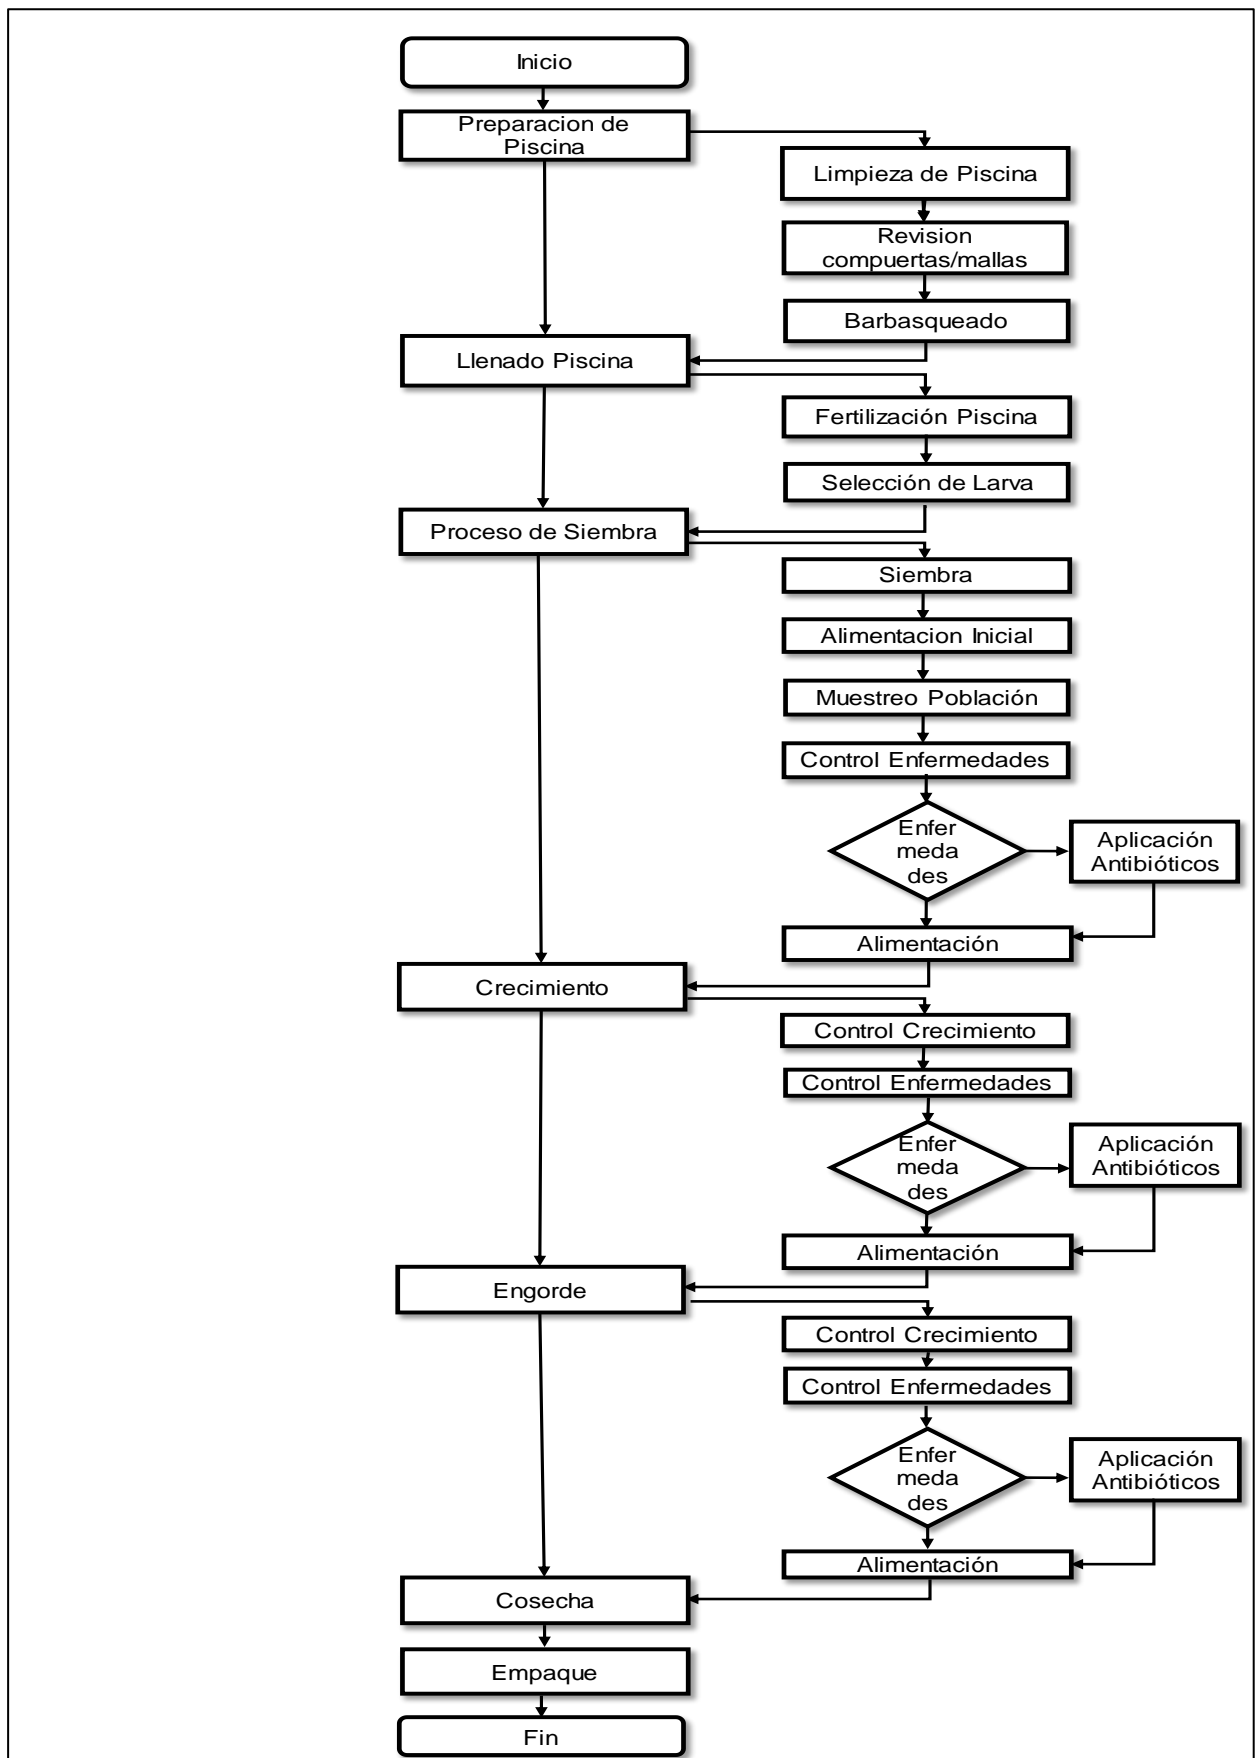 Inicio
Preparacion de
Piscina
Limpieza de Piscina
Revision
compuertas/mallas
Barbasqueado
Llenado Piscina
Fertilización Piscina
Selección de Larva
Proceso de Siembra
Siembra
Alimentacion Inicial
Muestreo Población
Control Enfermedades
Enfer
meda
des
Aplicación
Antibióticos
Alimentación
Crecimiento
Control Crecimiento
Control Enfermedades
Enfer
meda
des
Aplicación
Antibióticos
Alimentación
Engorde
Control Crecimiento
Control Enfermedades
Enfer
meda
des
Aplicación
Antibióticos
Alimentación
Cosecha
Empaque
Fin